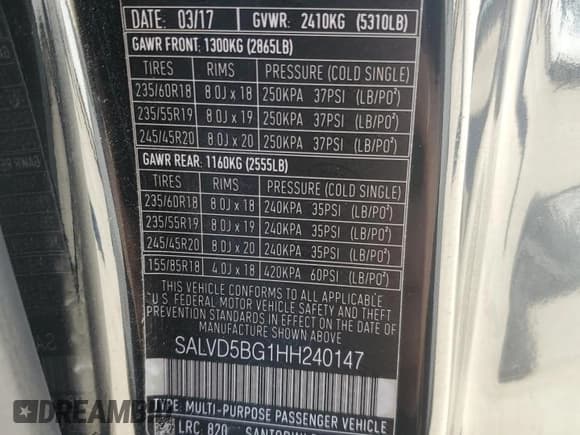 DATE: 03/17 GVWR: 2410KG (5310LB)
GAWR FRONT: 1300KG (2865LB)
TIRES RIMS PRESSURE (COLD SINGLE)
235/60R18 8.0J x 18 250KPA 37PSI (LB/PO²)
235/55R19 8.0J x 19 250KPA 37PSI (LB/PO²)
245/45R20 8.0J x 20 250KPA 37PSI (LB/PO²)
GAWR REAR: 1160KG (2555LB)
TIRES RIMS PRESSURE (COLD SINGLE)
235/60R18 8.0J x 18 240KPA 35PSI (LB/PO²)
235/55R19 8.0J x 19 240KPA 35PSI (LB/PO²)
245/45R20 8.0J x 20 240KPA 35PSI (LB/PO²)
155/85R18 4.0J x 18 420KPA 60PSI (LB/PO²)
THIS VEHICLE CONFORMS TO ALL APPLICABLE
U.S. FEDERAL MOTOR VEHICLE SAFETY AND THEFT
PREVENTION STANDARDS IN EFFECT ON THE DATE OF
MANUFACTURE SHOWN ABOVE
SALVD5BG1HH240147
TYPE: MULTI-PURPOSE PASSENGER VEHICLE
LRC. 820